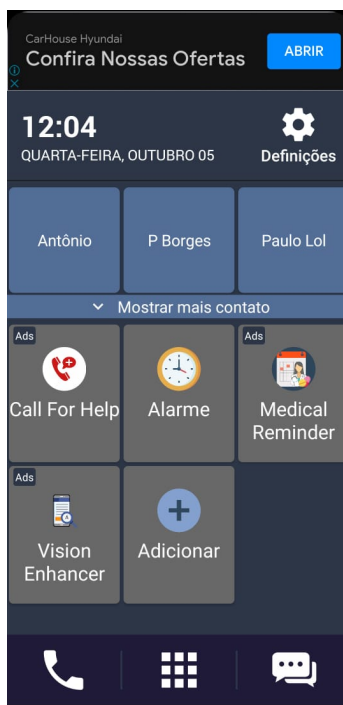 CarHouse Hyundai
Confira Nossas Ofertas
ABRIR
12:04
QUARTA-FEIRA, OUTUBRO 05
Definições
Antônio
P Borges
Paulo Lol
Mostrar mais contato
Ads
Call For Help
Alarme
Ads
Medical
Reminder
Ads
Vision
Enhancer
Adicionar